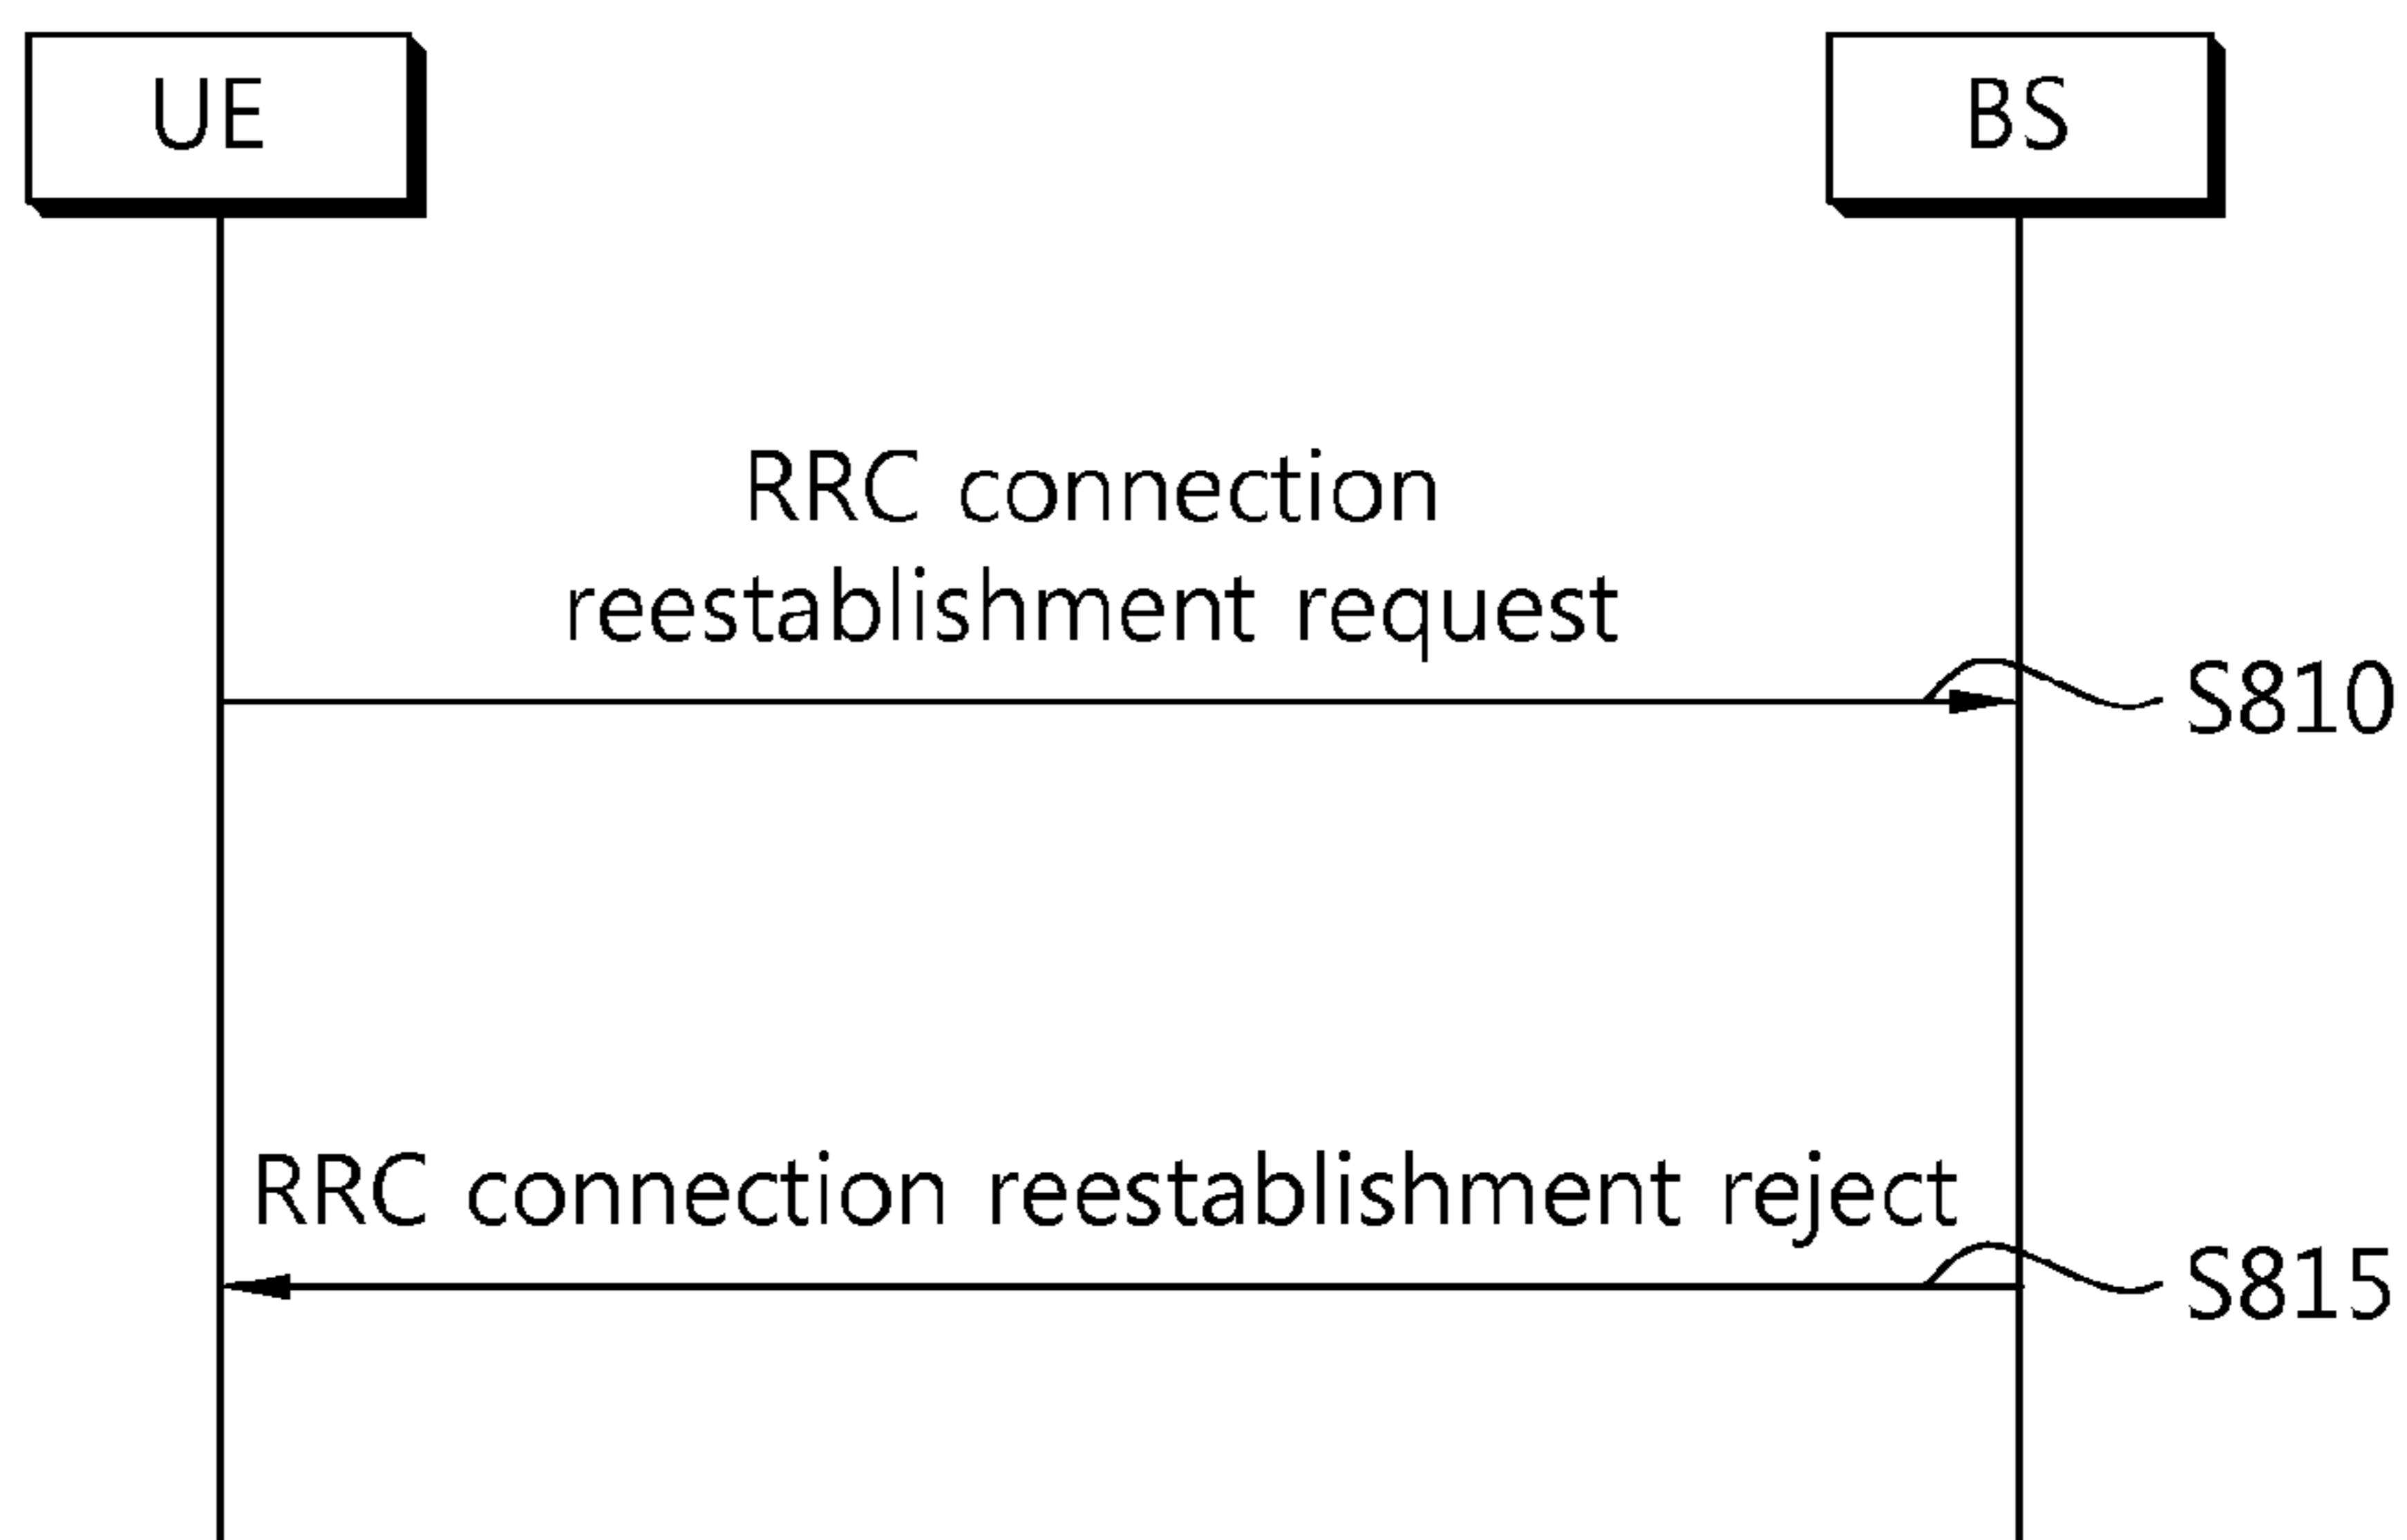 UE
BS
RRC connection
reestablishment request
S810
RRC connection reestablishment reject
S815